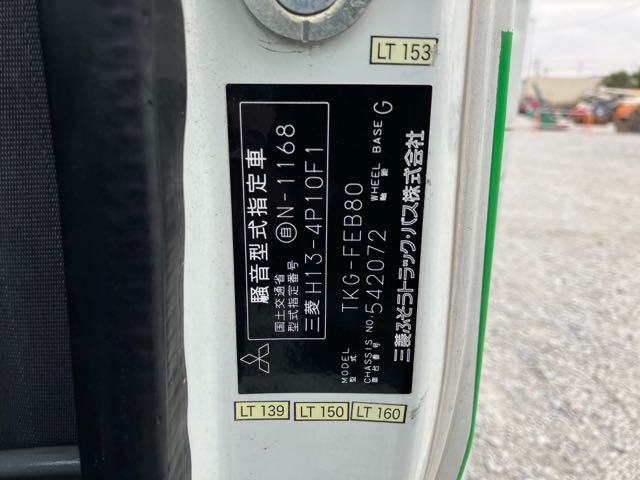 LT 153
騒音型式指定車
国土交通省
型式指定番号
自 N-1168
三菱 H13-4P10F1
MODEL
型式
TKG-FEB80
CHASSIS NO.
車台番号
542072
WHEEL BASE
軸距
G
三菱ふそうトラック・バス株式会社
LT 139
LT 150
LT 160